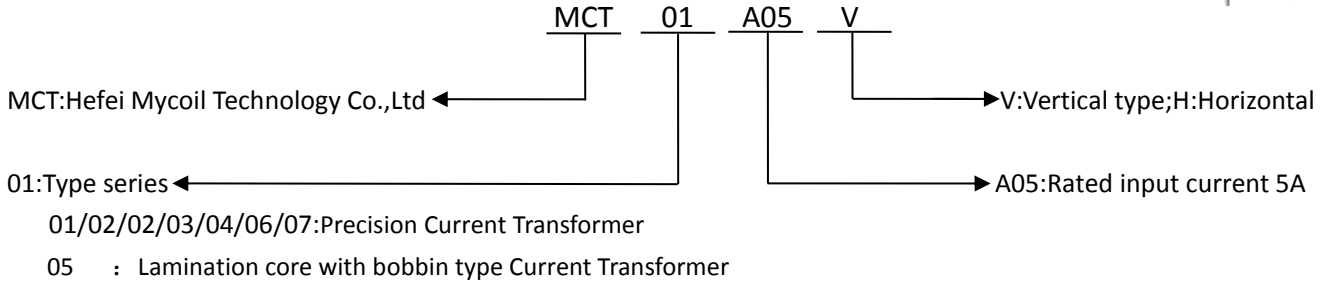 MCT 01 A05 V
MCT:Hefei Mycoil Technology Co.,Ltd V:Vertical type;H:Horizontal
01:Type series A05:Rated input current 5A
01/02/02/03/04/06/07:Precision Current Transformer
05 ：Lamination core with bobbin type Current Transformer